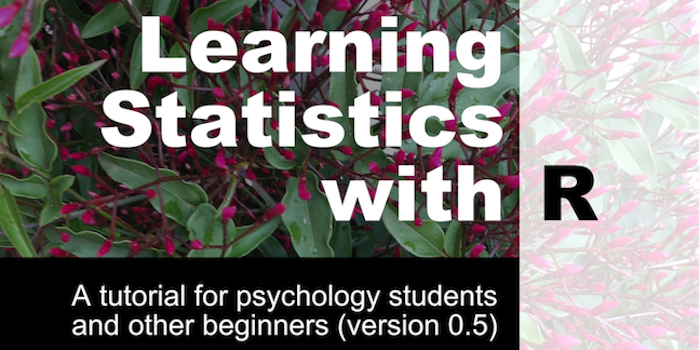 Learning
Statistics
with R
A tutorial for psychology students
and other beginners (version 0.5)